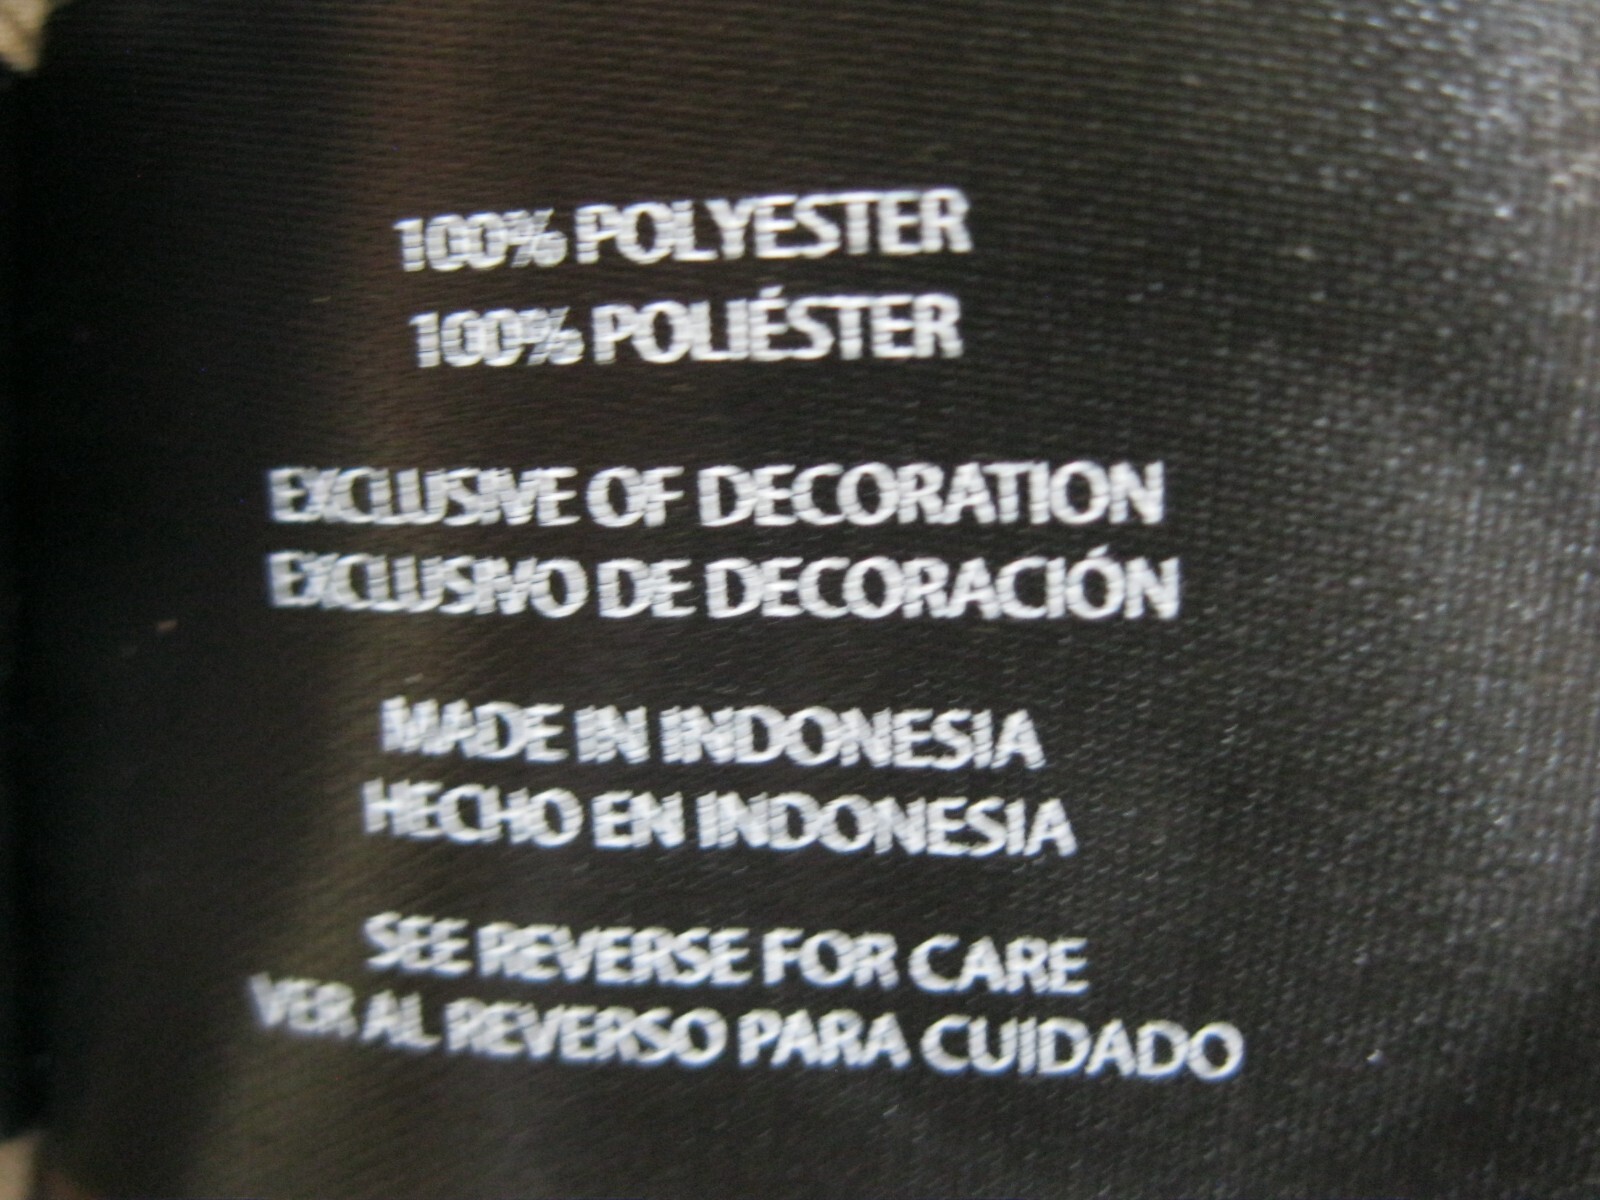 100% POLYESTER
100% POLIÉSTER
EXCLUSIVE OF DECORATION
EXCLUSIVO DE DECORACIÓN
MADE IN INDONESIA
HECHO EN INDONESIA
SEE REVERSE FOR CARE
VER AL REVERSO PARA CUIDADO